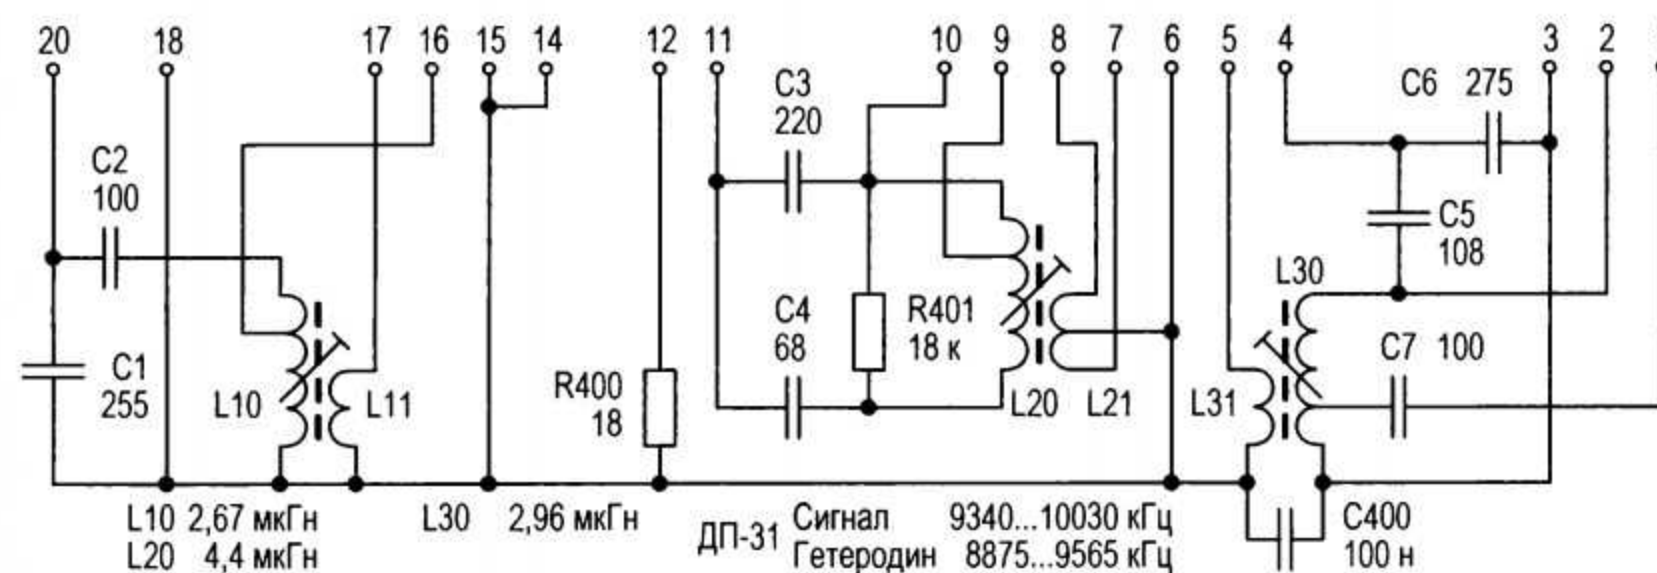 20 18 17 16 15 14 12 11 10 9 8 7 6 5 4 3 2
C2
100
C1
255
L10
L11
R400
18
C3
220
C4
68
R401
18 к
L20
L21
L31
L30
C6 275
C5
108
C7 100
C400
100 н
L10 2,67 мкГн
L20 4,4 мкГн
L30 2,96 мкГн
ДП-31
Сигнал 9340...10030 кГц
Гетеродин 8875...9565 кГц